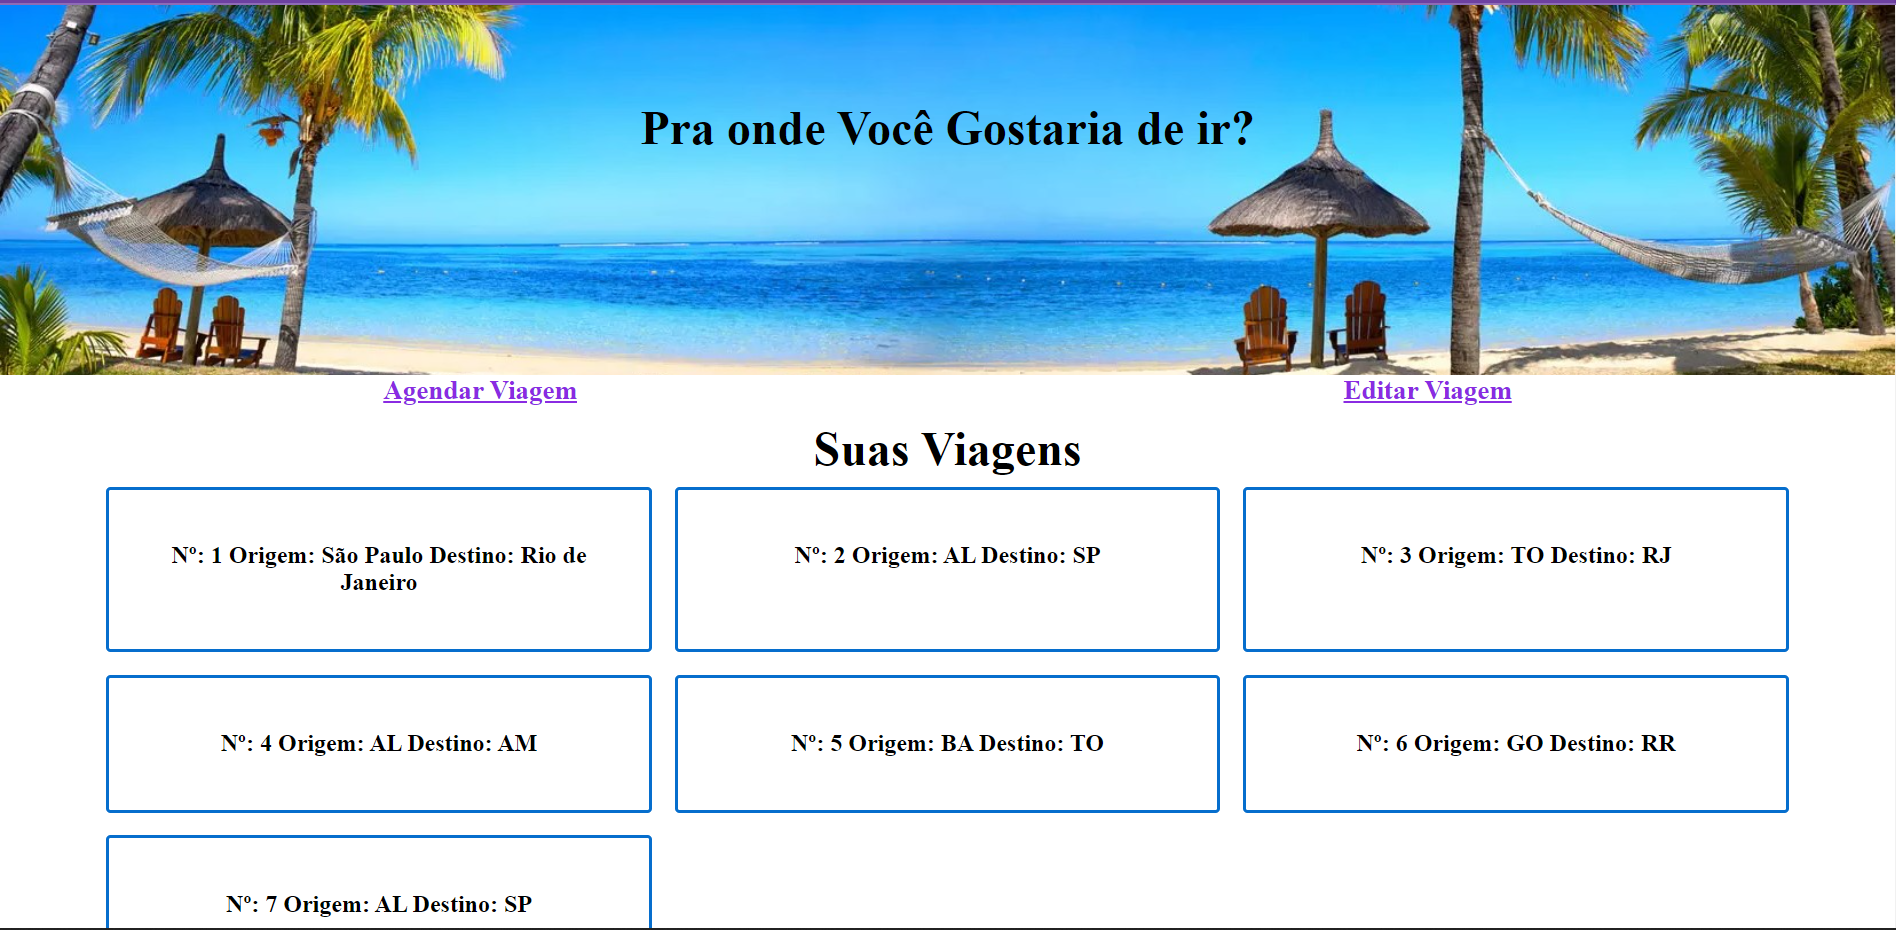 Pra onde Você Gostaria de ir?
Agendar Viagem
Editar Viagem
Suas Viagens
Nº: 1 Origem: São Paulo Destino: Rio de
Janeiro
Nº: 2 Origem: AL Destino: SP
Nº: 3 Origem: TO Destino: RJ
Nº: 4 Origem: AL Destino: AM
Nº: 5 Origem: BA Destino: TO
Nº: 6 Origem: GO Destino: RR
Nº: 7 Origem: AL Destino: SP